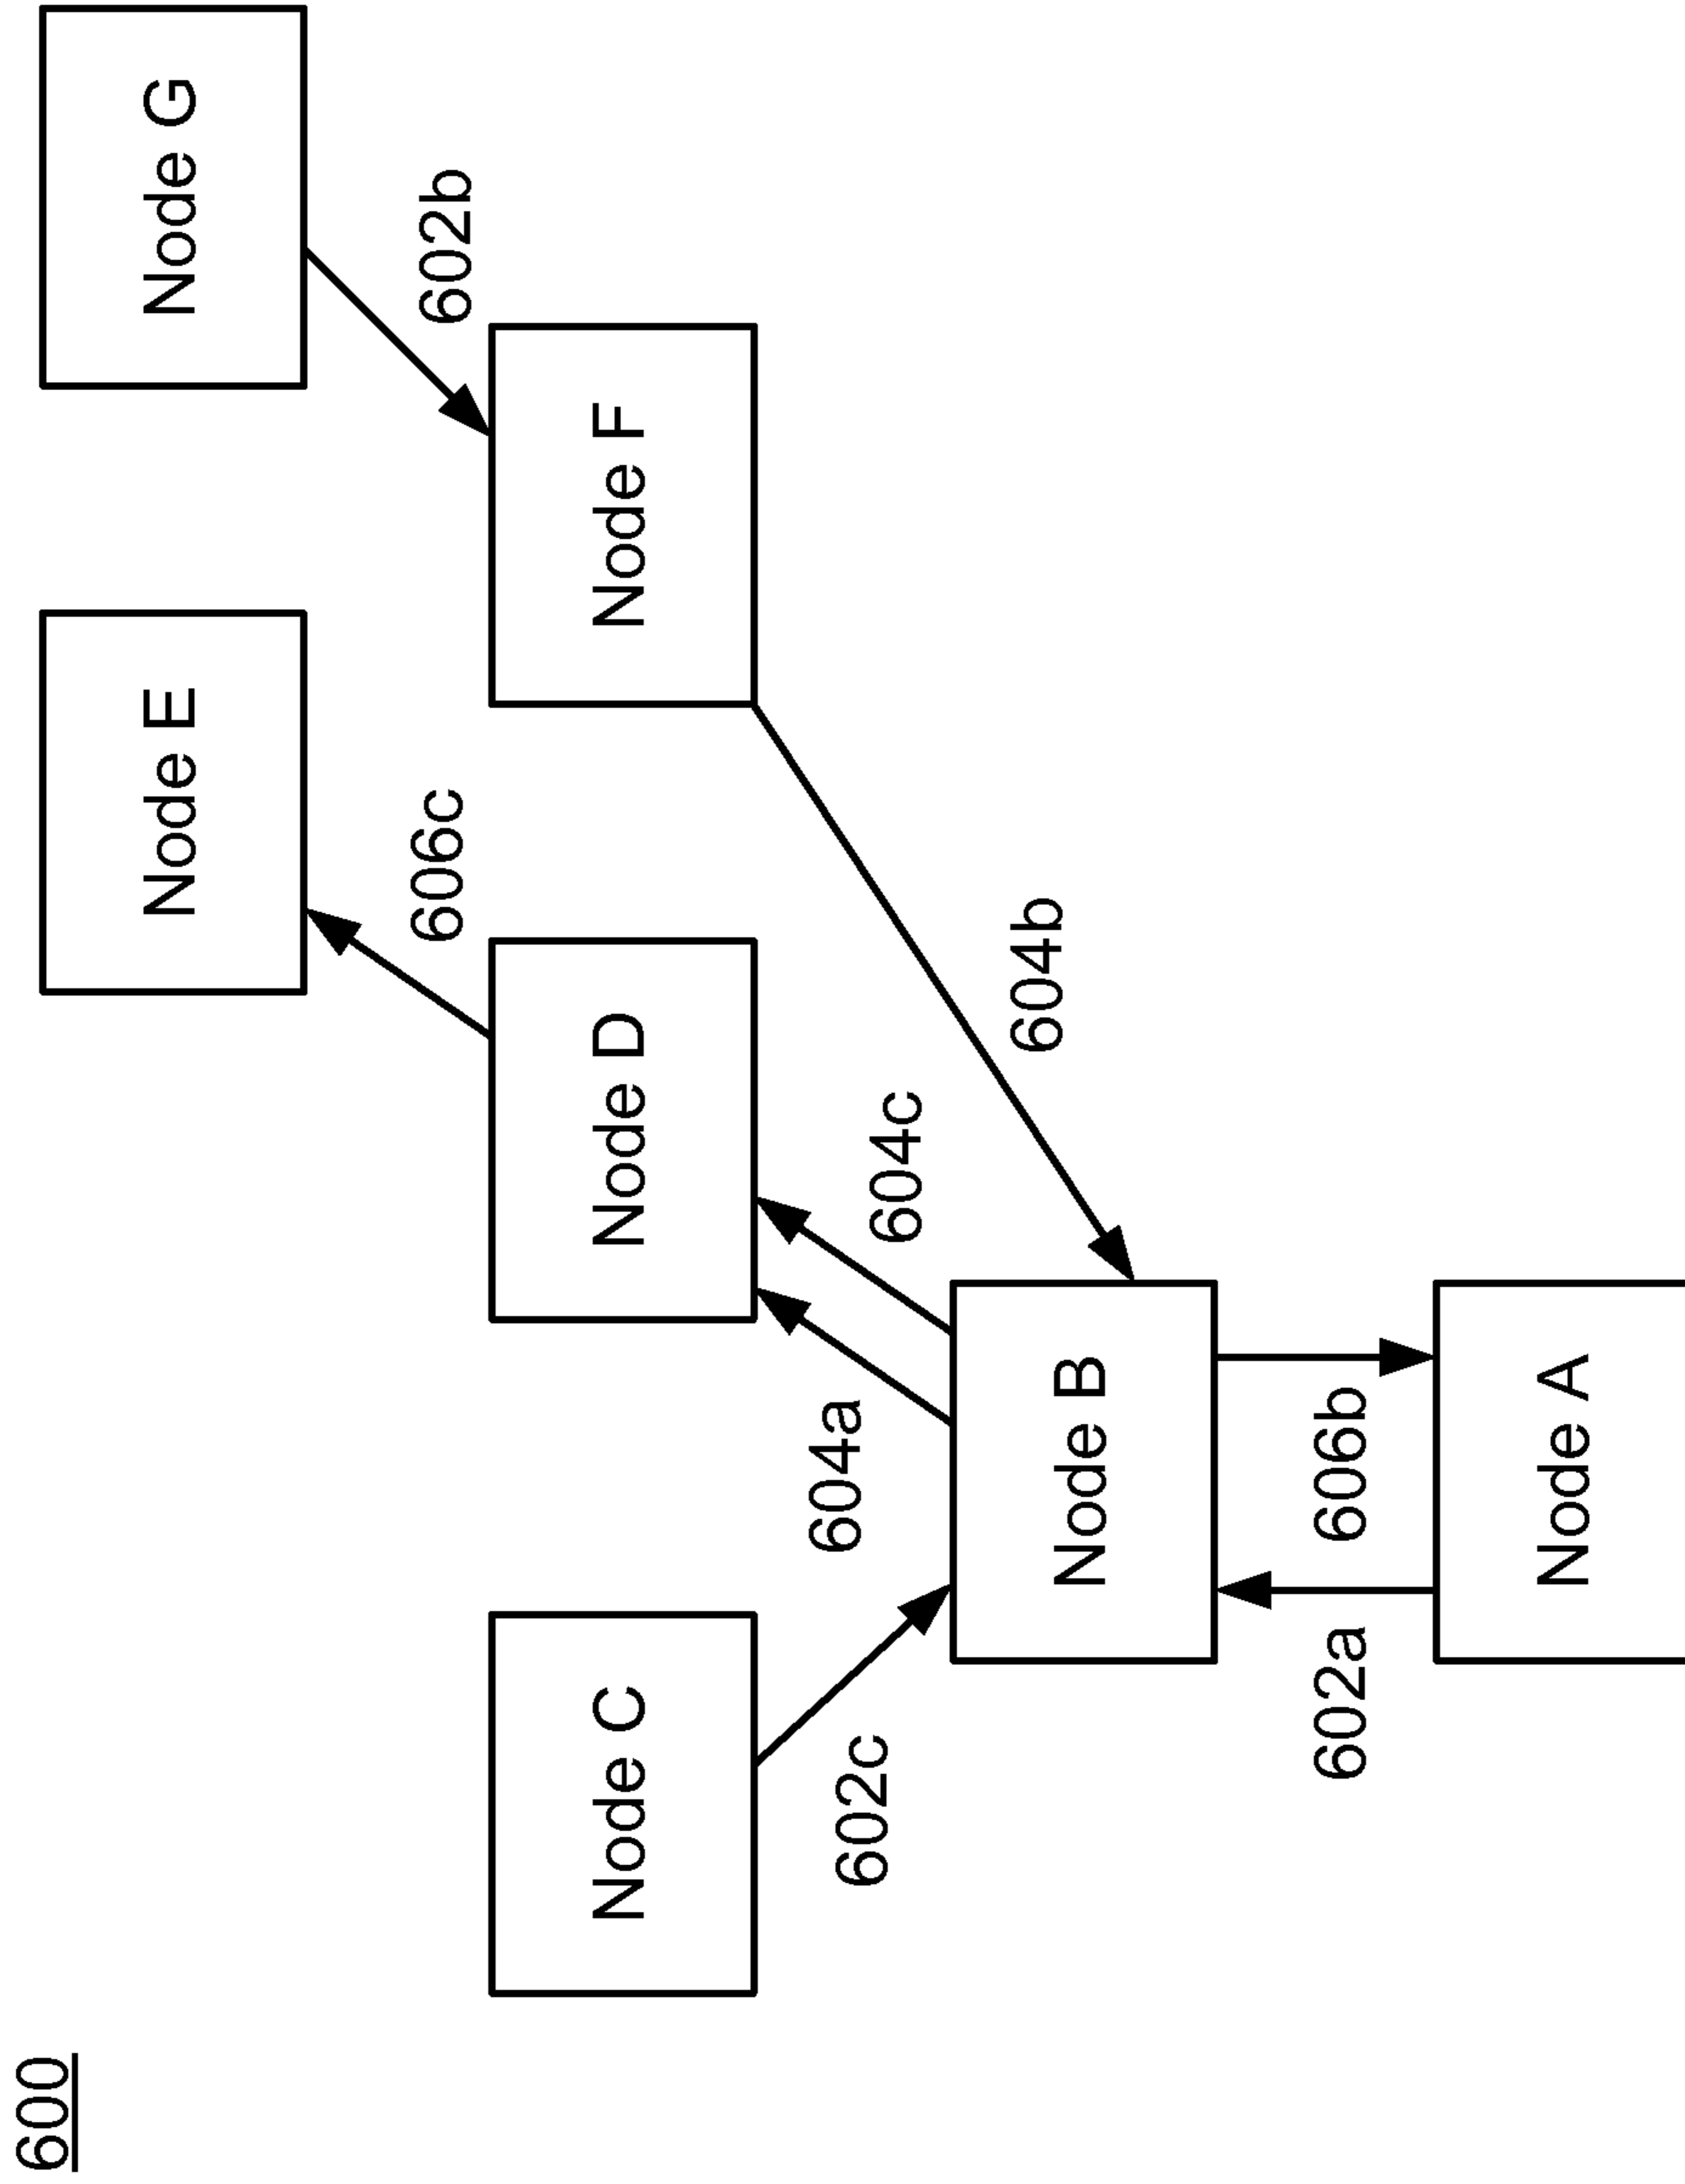 600
Node G
602b
Node E
606c
Node F
Node D
604b
604c
604a
Node C
602c
Node B
606b
602a
Node A